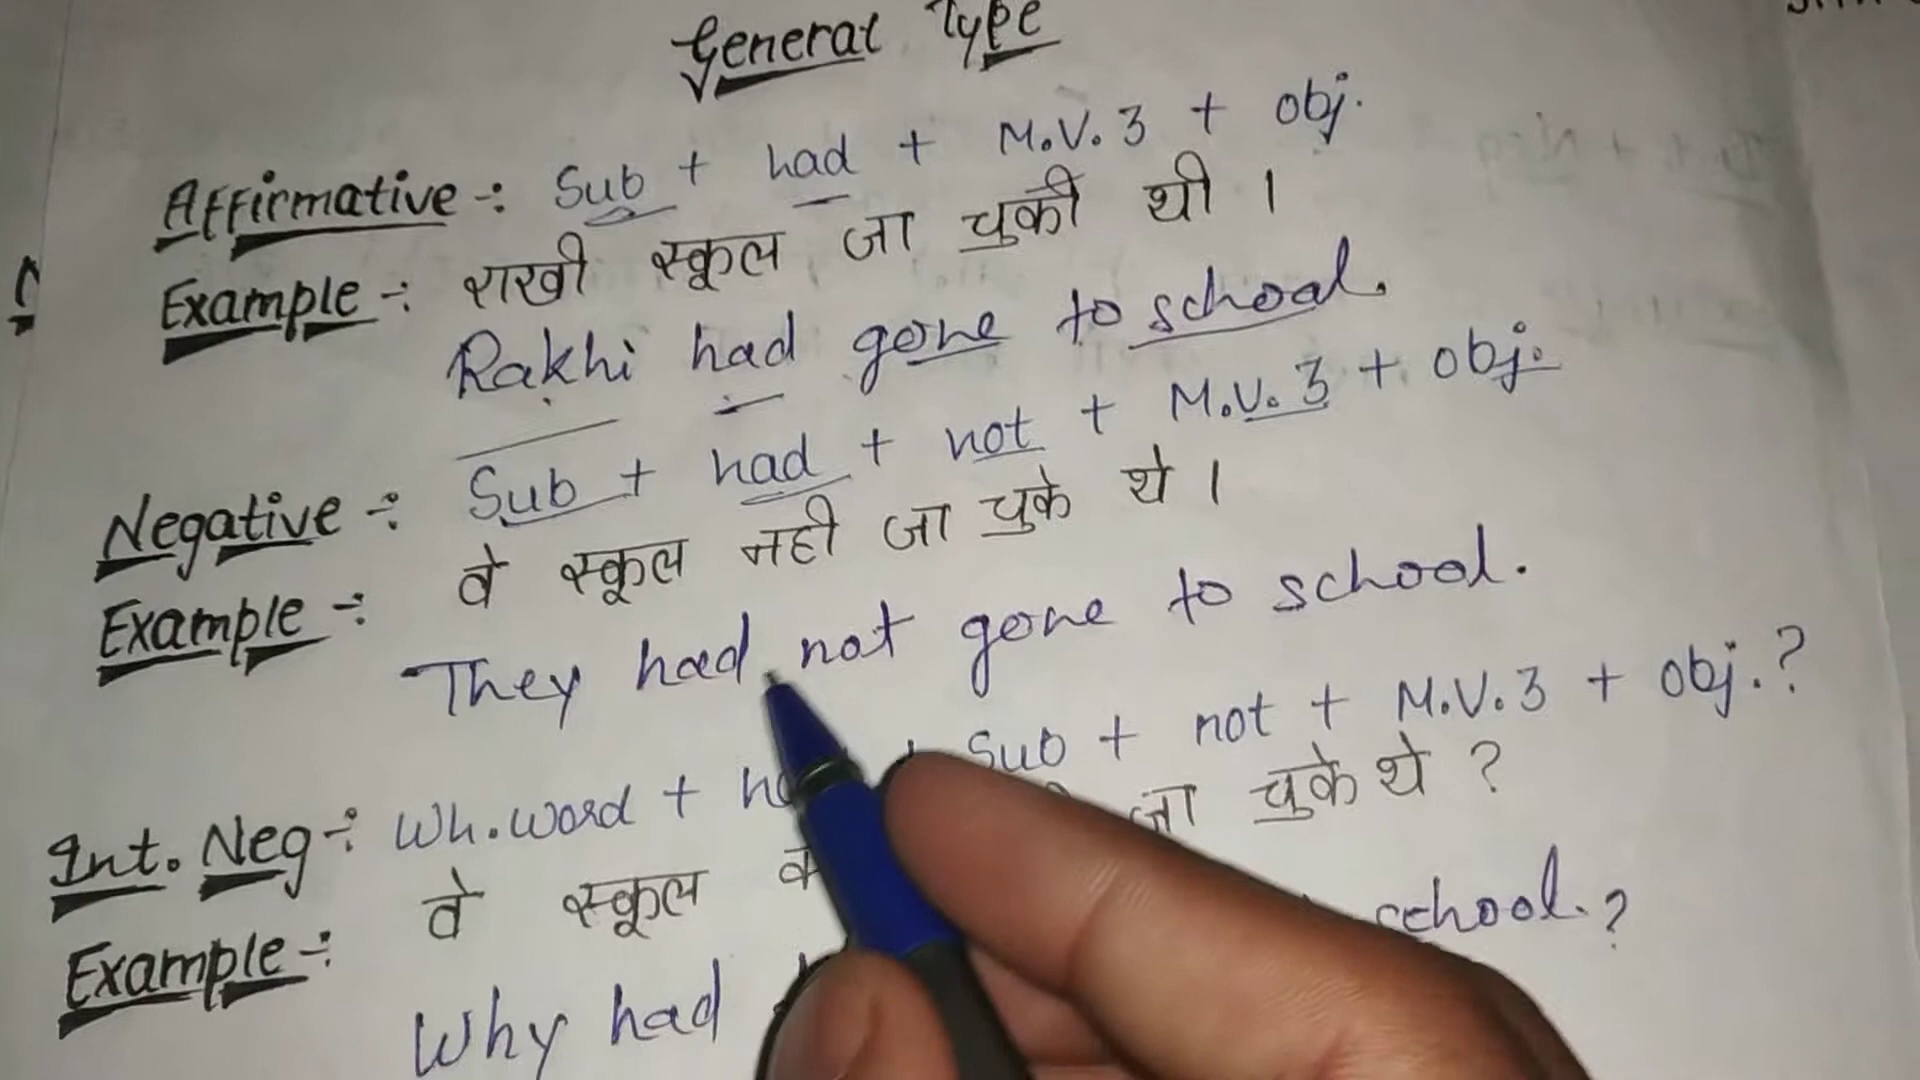 General Type
Affirmative -: Sub + had + M.V.3 + obj.
Example -: राखी स्कूल जा चुकी थी ।
Rakhi had gone to school.
Negative -: Sub + had + not + M.V.3 + obj.
Example -: वे स्कूल नही जा चुके थे ।
They had not gone to school.
Int. Neg -: Wh.word + Sub + not + M.V.3 + obj.?
Example -: वे स्कूल जा चुके थे ?
Why had school.?